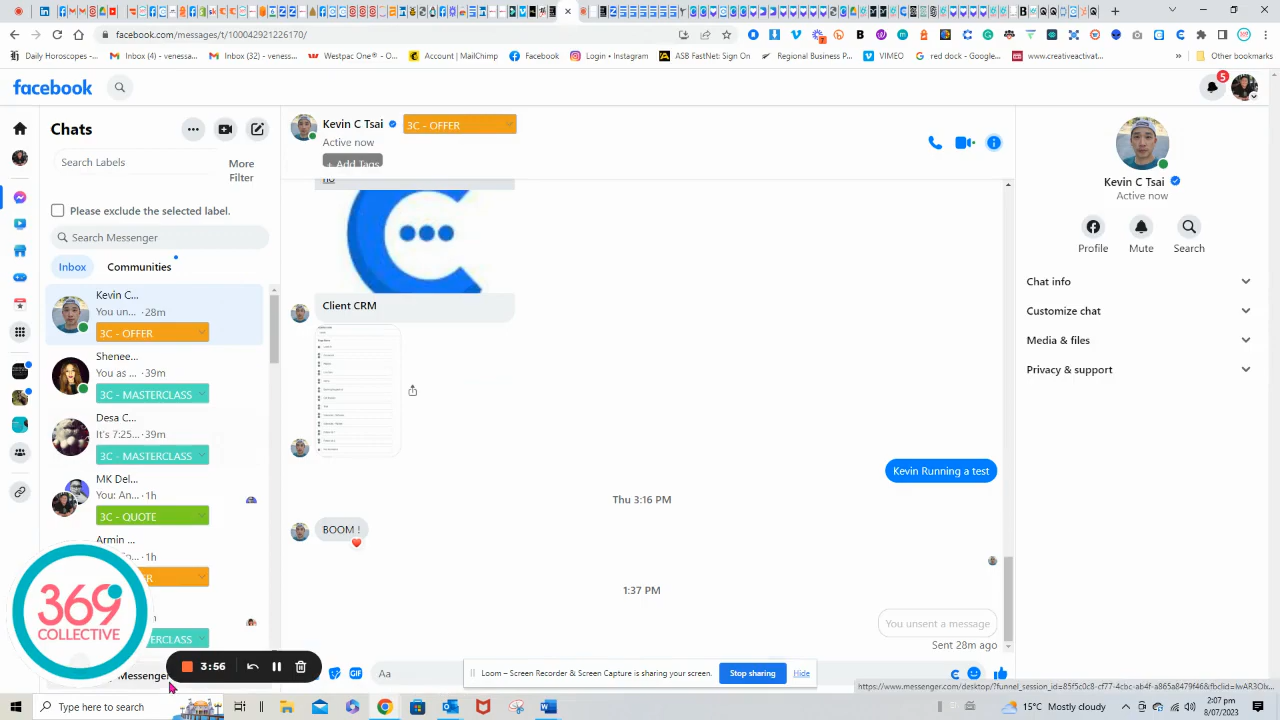 facebook.com/messages/t/100042921226170/
Daily Horoscopes -...
Inbox (4) - venessa...
Inbox (32) - veness...
Westpac One® - O...
Account | MailChimp
Facebook
Login • Instagram
ASB FastNet: Sign On
Regional Business P...
VIMEO
red dock - Google...
www.creativeactivat...
Other bookmarks
facebook
5
Chats
Search Labels
More
Filter
Please exclude the selected label.
Search Messenger
Inbox
Communities
Kevin C...
You un... · 28m
3C - OFFER
Shenee...
You as ... · 39m
3C - MASTERCLASS
Desa C...
It's 7:25... · 39m
3C - MASTERCLASS
MK Del...
You: An... · 1h
3C - QUOTE
Armin ...
· 1h
369
COLLECTIVE
3:56
Kevin C Tsai
3C - OFFER
Active now
+ Add Tags
Client CRM
Kevin Running a test
Thu 3:16 PM
BOOM !
1:37 PM
You unsent a message
Sent 28m ago
GIF
Aa
Loom – Screen Recorder & Screen Capture is sharing your screen.
Stop sharing
Hide
Kevin C Tsai
Active now
Profile
Mute
Search
Chat info
Customize chat
Media & files
Privacy & support
Type here to search
15°C Mostly cloudy
2:07 pm
8/07/2023